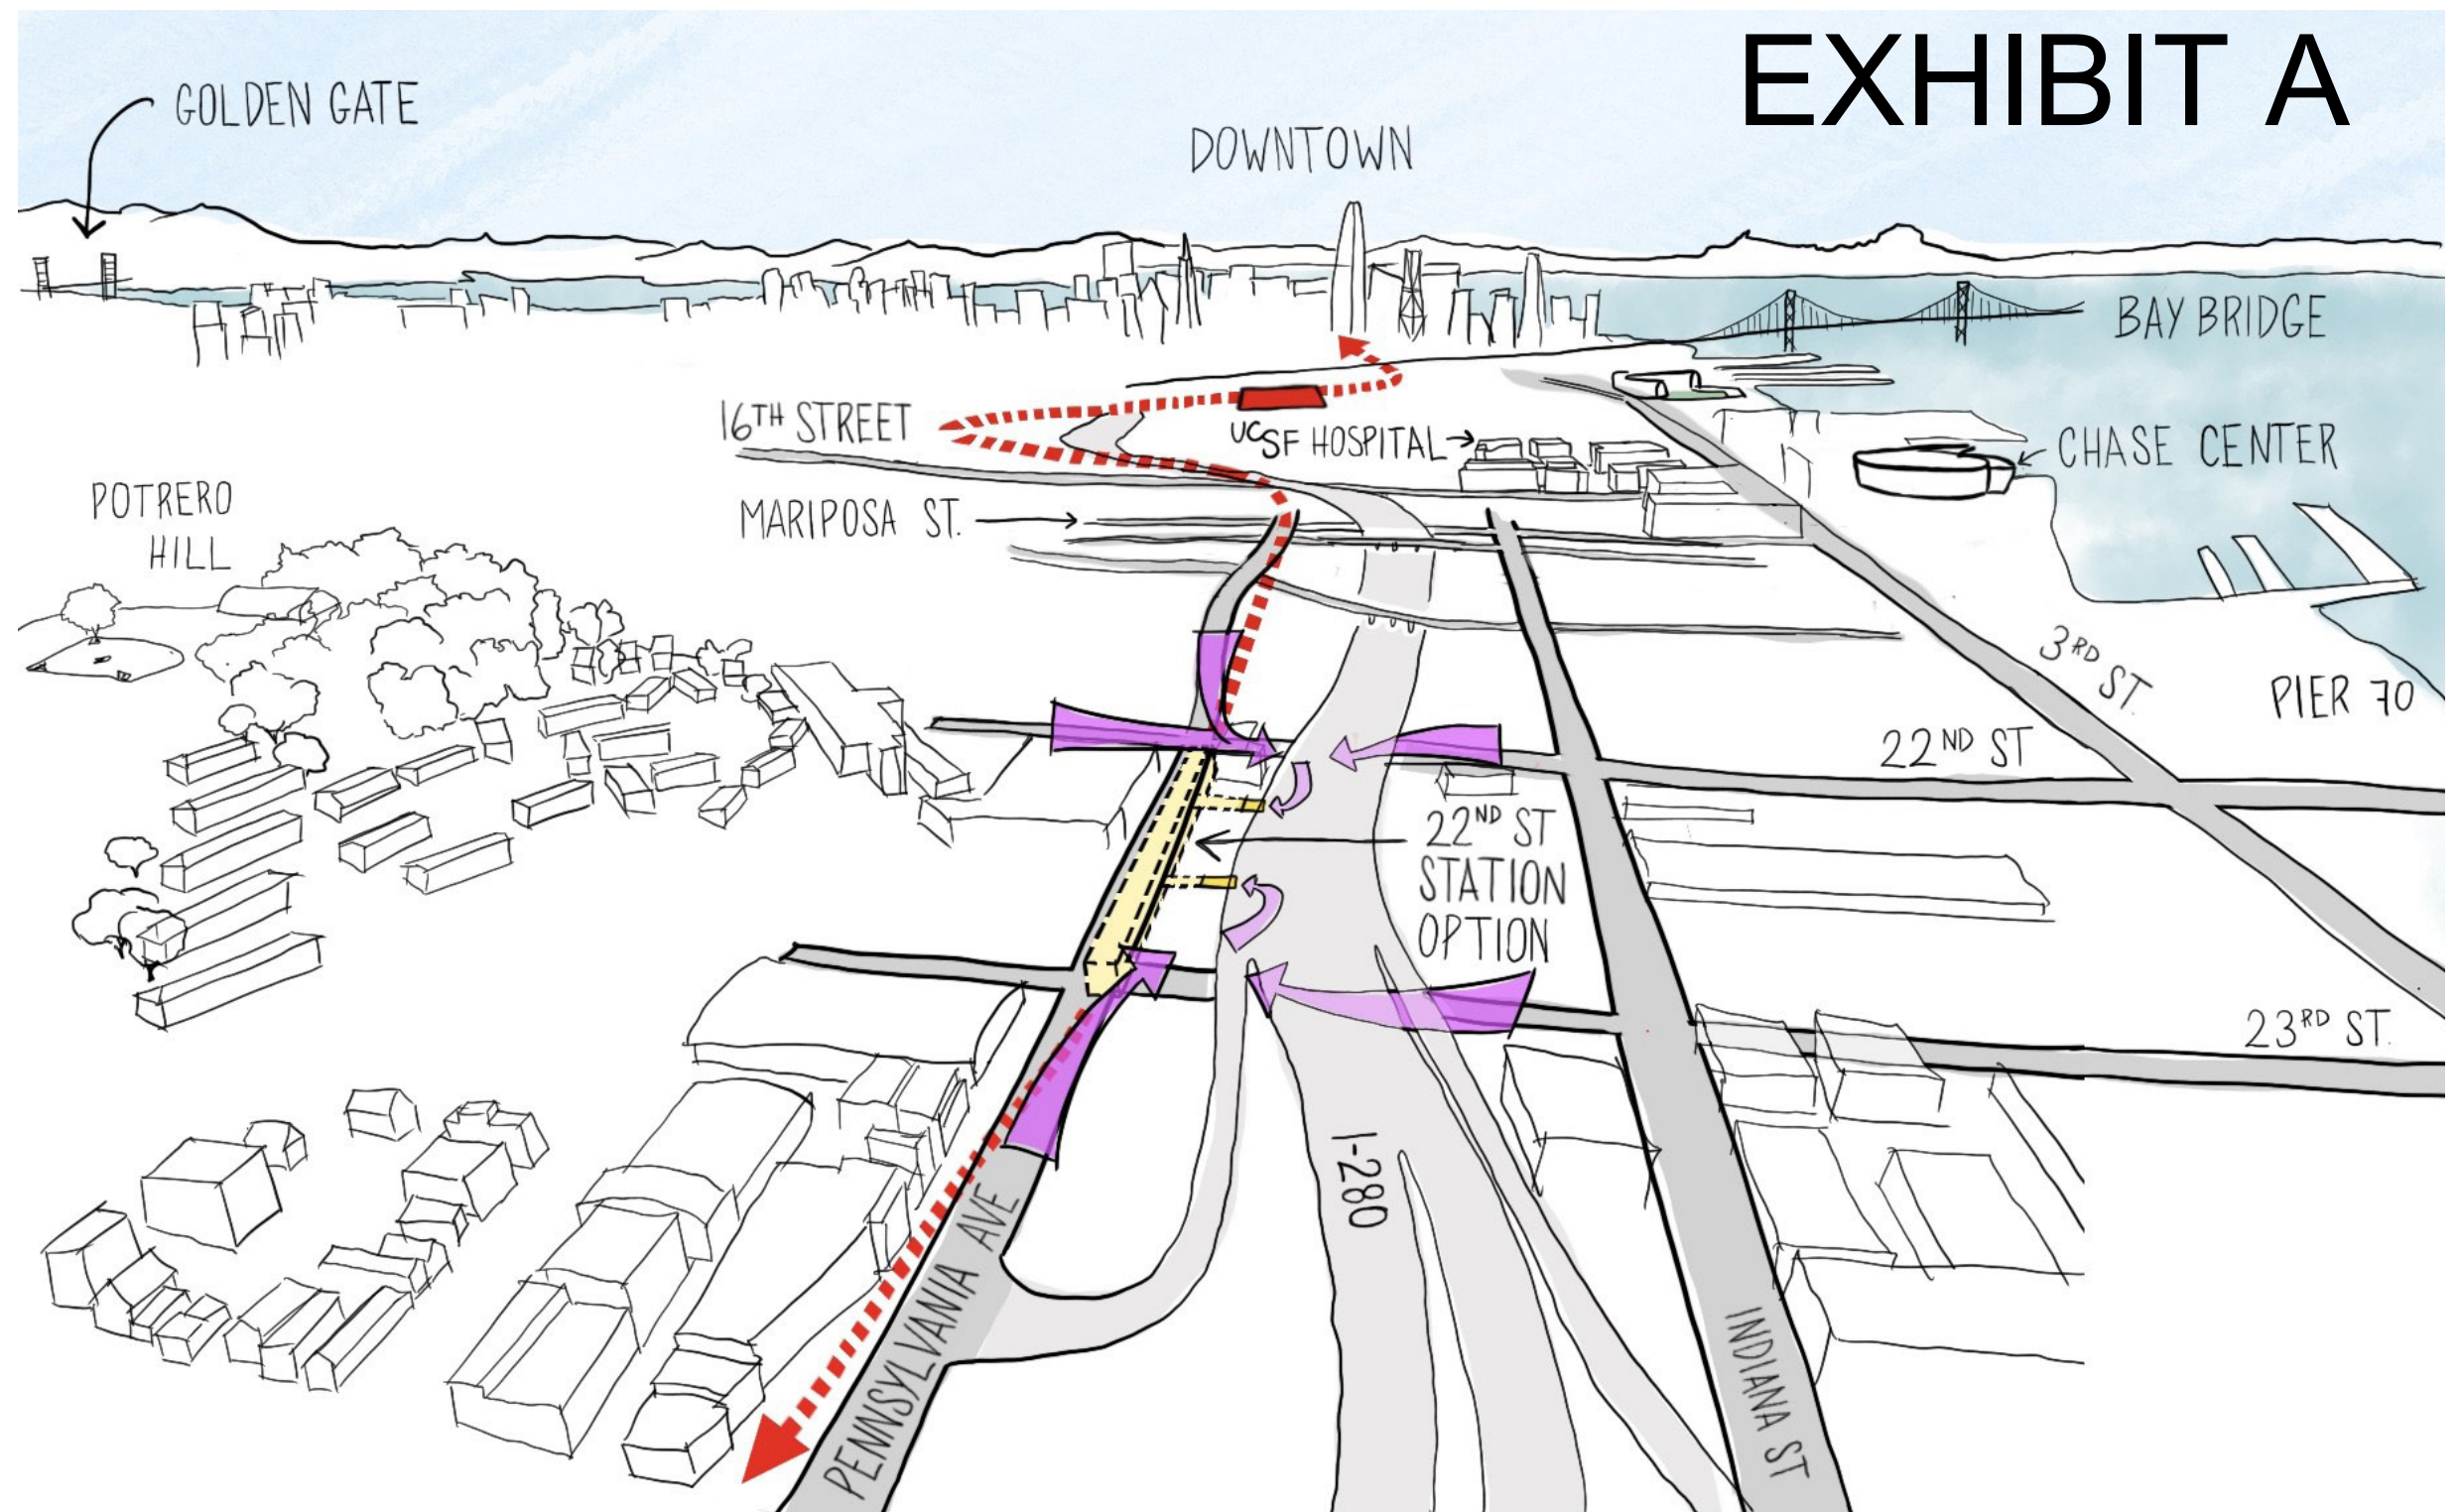 EXHIBIT A
GOLDEN GATE
DOWNTOWN
BAY BRIDGE
16TH STREET
UCSF HOSPITAL
CHASE CENTER
POTRERO
HILL
MARIPOSA ST.
3RD ST.
PIER 70
22ND ST
22ND ST
STATION
OPTION
23RD ST.
I-280
PENNSYLVANIA AVE
INDIANA ST